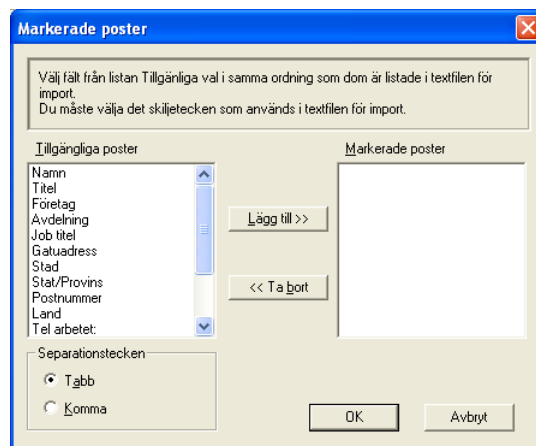 Markerade poster
Välj fält från listan Tillgänliga val i samma ordning som dom är listade i textfilen för
import.
Du måste välja det skiljetecken som används i textfilen för import.
Tillgängliga poster
Markerade poster
Namn
Titel
Företag
Avdelning
Job titel
Gatuadress
Stad
Stat/Provins
Postnummer
Land
Tel arbetet:
Lägg till >>
<< Ta bort
Separationstecken
Tabb
Komma
OK
Avbryt